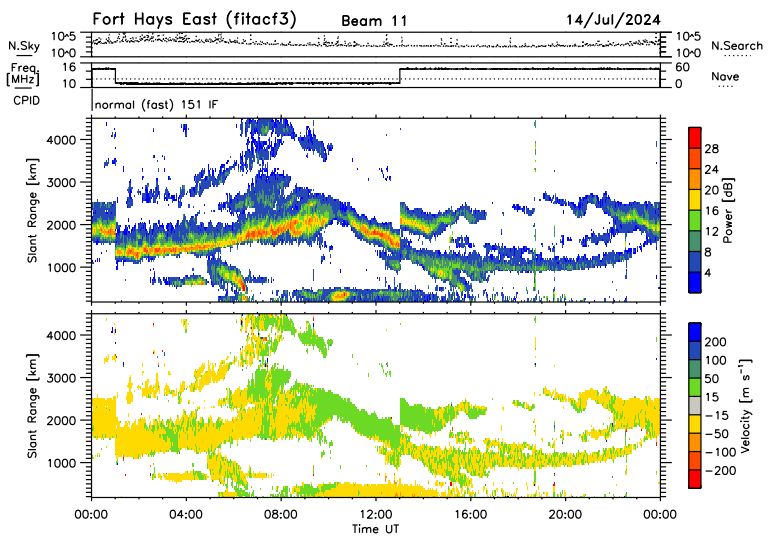 Fort Hays East (fitacf3) Beam 11 14/Jul/2024
N.Sky 10^5 10^0 10^5 10^0 N.Search
Freq. [MHz] 16 10 60 0 Nave
CPID normal (fast) 151 IF
Slant Range [km] 4000 3000 2000 1000
Power [dB] 28 24 20 16 12 8 4
Slant Range [km] 4000 3000 2000 1000
Velocity [m s⁻¹] 200 100 50 15 −15 −50 −100 −200
00:00 04:00 08:00 12:00 16:00 20:00 00:00
Time UT